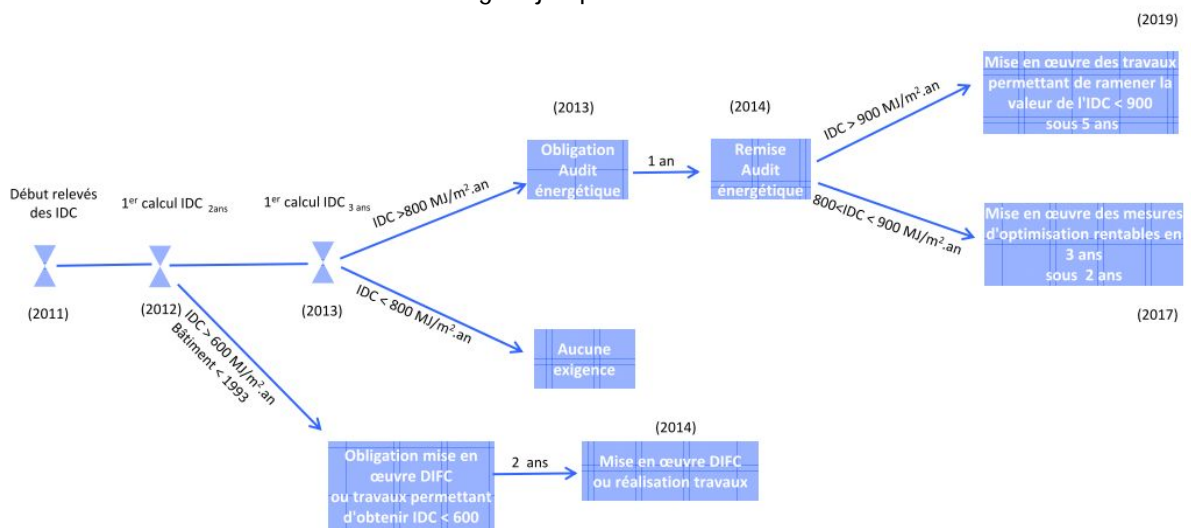 (2019)
Mise en œuvre des travaux
permettant de ramener la
valeur de l'IDC < 900
sous 5 ans
(2013)
(2014)
IDC > 900 MJ/m².an
Obligation
Audit
énergétique
1 an
Remise
Audit
énergétique
Début relevés
des IDC
1er calcul IDC 2ans
1er calcul IDC 3 ans
IDC >800 MJ/m².an
800<IDC < 900 MJ/m².an
Mise en œuvre des mesures
d'optimisation rentables en
3 ans
sous 2 ans
(2011)
(2012)
(2013)
(2017)
IDC < 800 MJ/m².an
IDC > 600 MJ/m².an
Bâtiment < 1993
Aucune
exigence
(2014)
Obligation mise en
œuvre DIFC
ou travaux permettant
d'obtenir IDC < 600
2 ans
Mise en œuvre DIFC
ou réalisation travaux